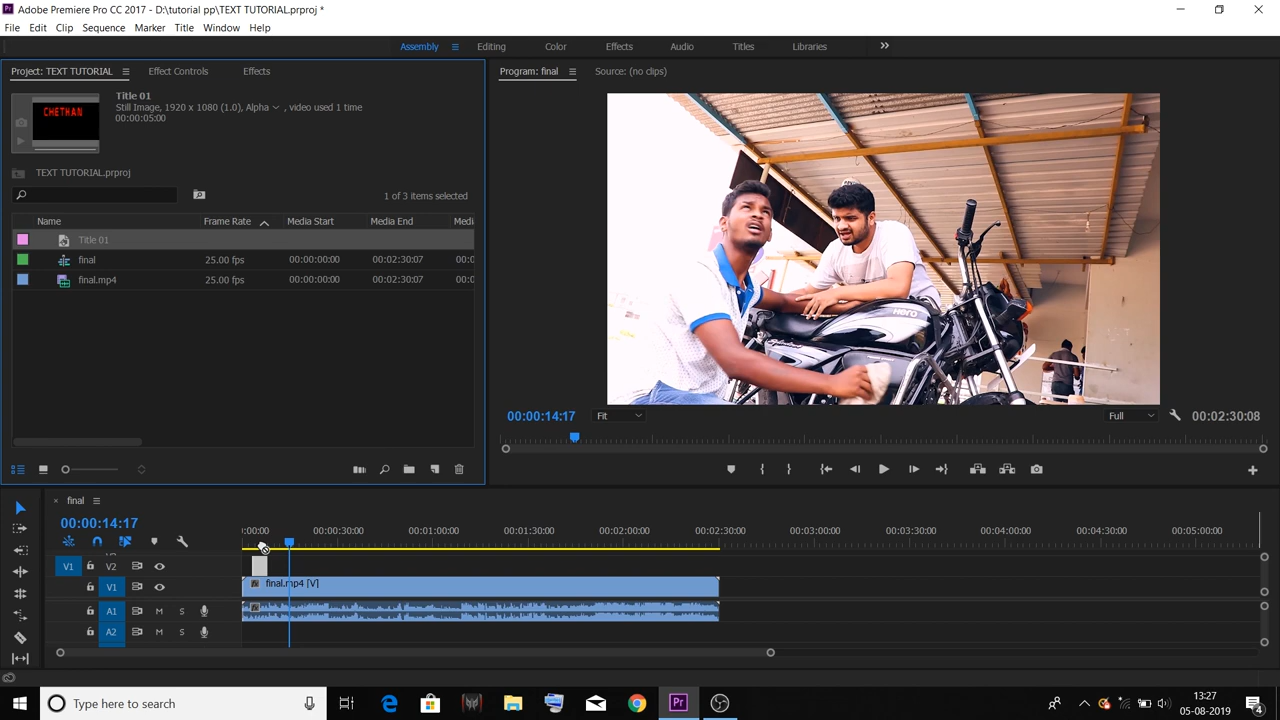 Adobe Premiere Pro CC 2017 - D:\tutorial pp\TEXT TUTORIAL.prproj *
File Edit Clip Sequence Marker Title Window Help
Assembly Editing Color Effects Audio Titles Libraries
Project: TEXT TUTORIAL Effect Controls Effects
Program: final Source: (no clips)
CHETHAN
Title 01
Still Image, 1920 x 1080 (1.0), Alpha , video used 1 time
00:00:05:00
TEXT TUTORIAL.prproj
1 of 3 items selected
Name Frame Rate Media Start Media End Media
Title 01
final 25.00 fps 00:00:00:00 00:02:30:07 00:0
final.mp4 25.00 fps 00:00:00:00 00:02:30:07 00:0
Hero
00:00:14:17 Fit Full 00:02:30:08
final
00:00:14:17
:00:00 00:00:30:00 00:01:00:00 00:01:30:00 00:02:00:00 00:02:30:00 00:03:00:00 00:03:30:00 00:04:00:00 00:04:30:00 00:05:00:00
V1 V2
V1 final.mp4 [V]
A1 M S
A2 M S
Pr
Type here to search
13:27
05-08-2019
4